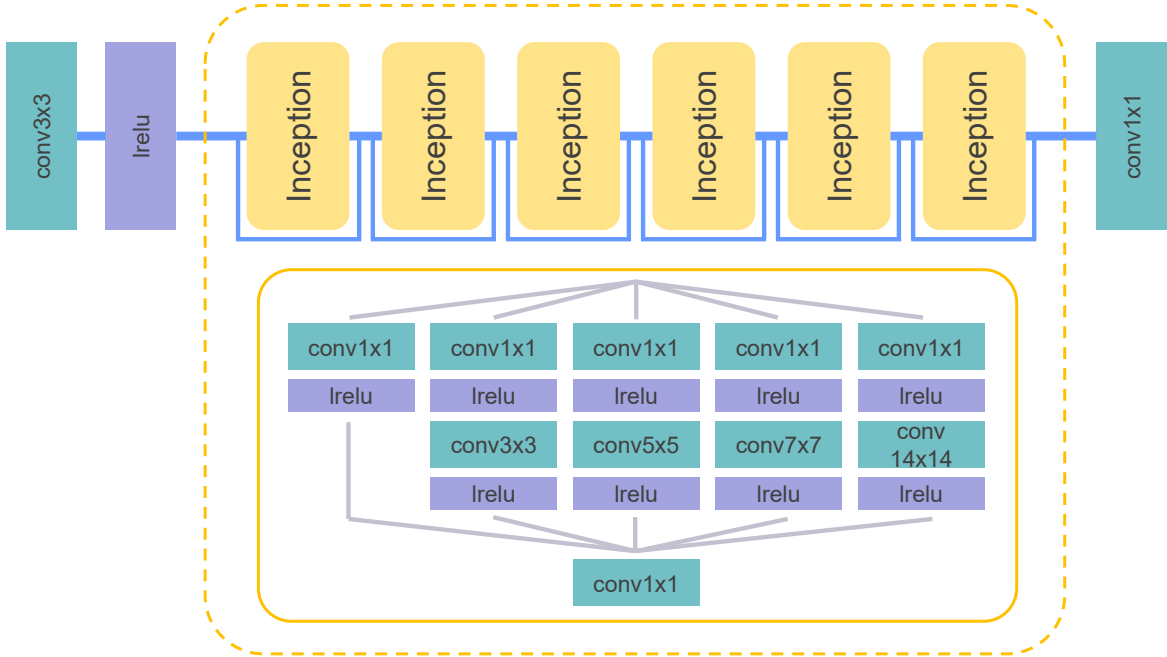 conv3x3
lrelu
Inception
Inception
Inception
Inception
Inception
Inception
conv1x1
conv1x1
conv1x1
conv1x1
conv1x1
conv1x1
lrelu
lrelu
lrelu
lrelu
lrelu
conv3x3
conv5x5
conv7x7
conv
14x14
lrelu
lrelu
lrelu
lrelu
conv1x1